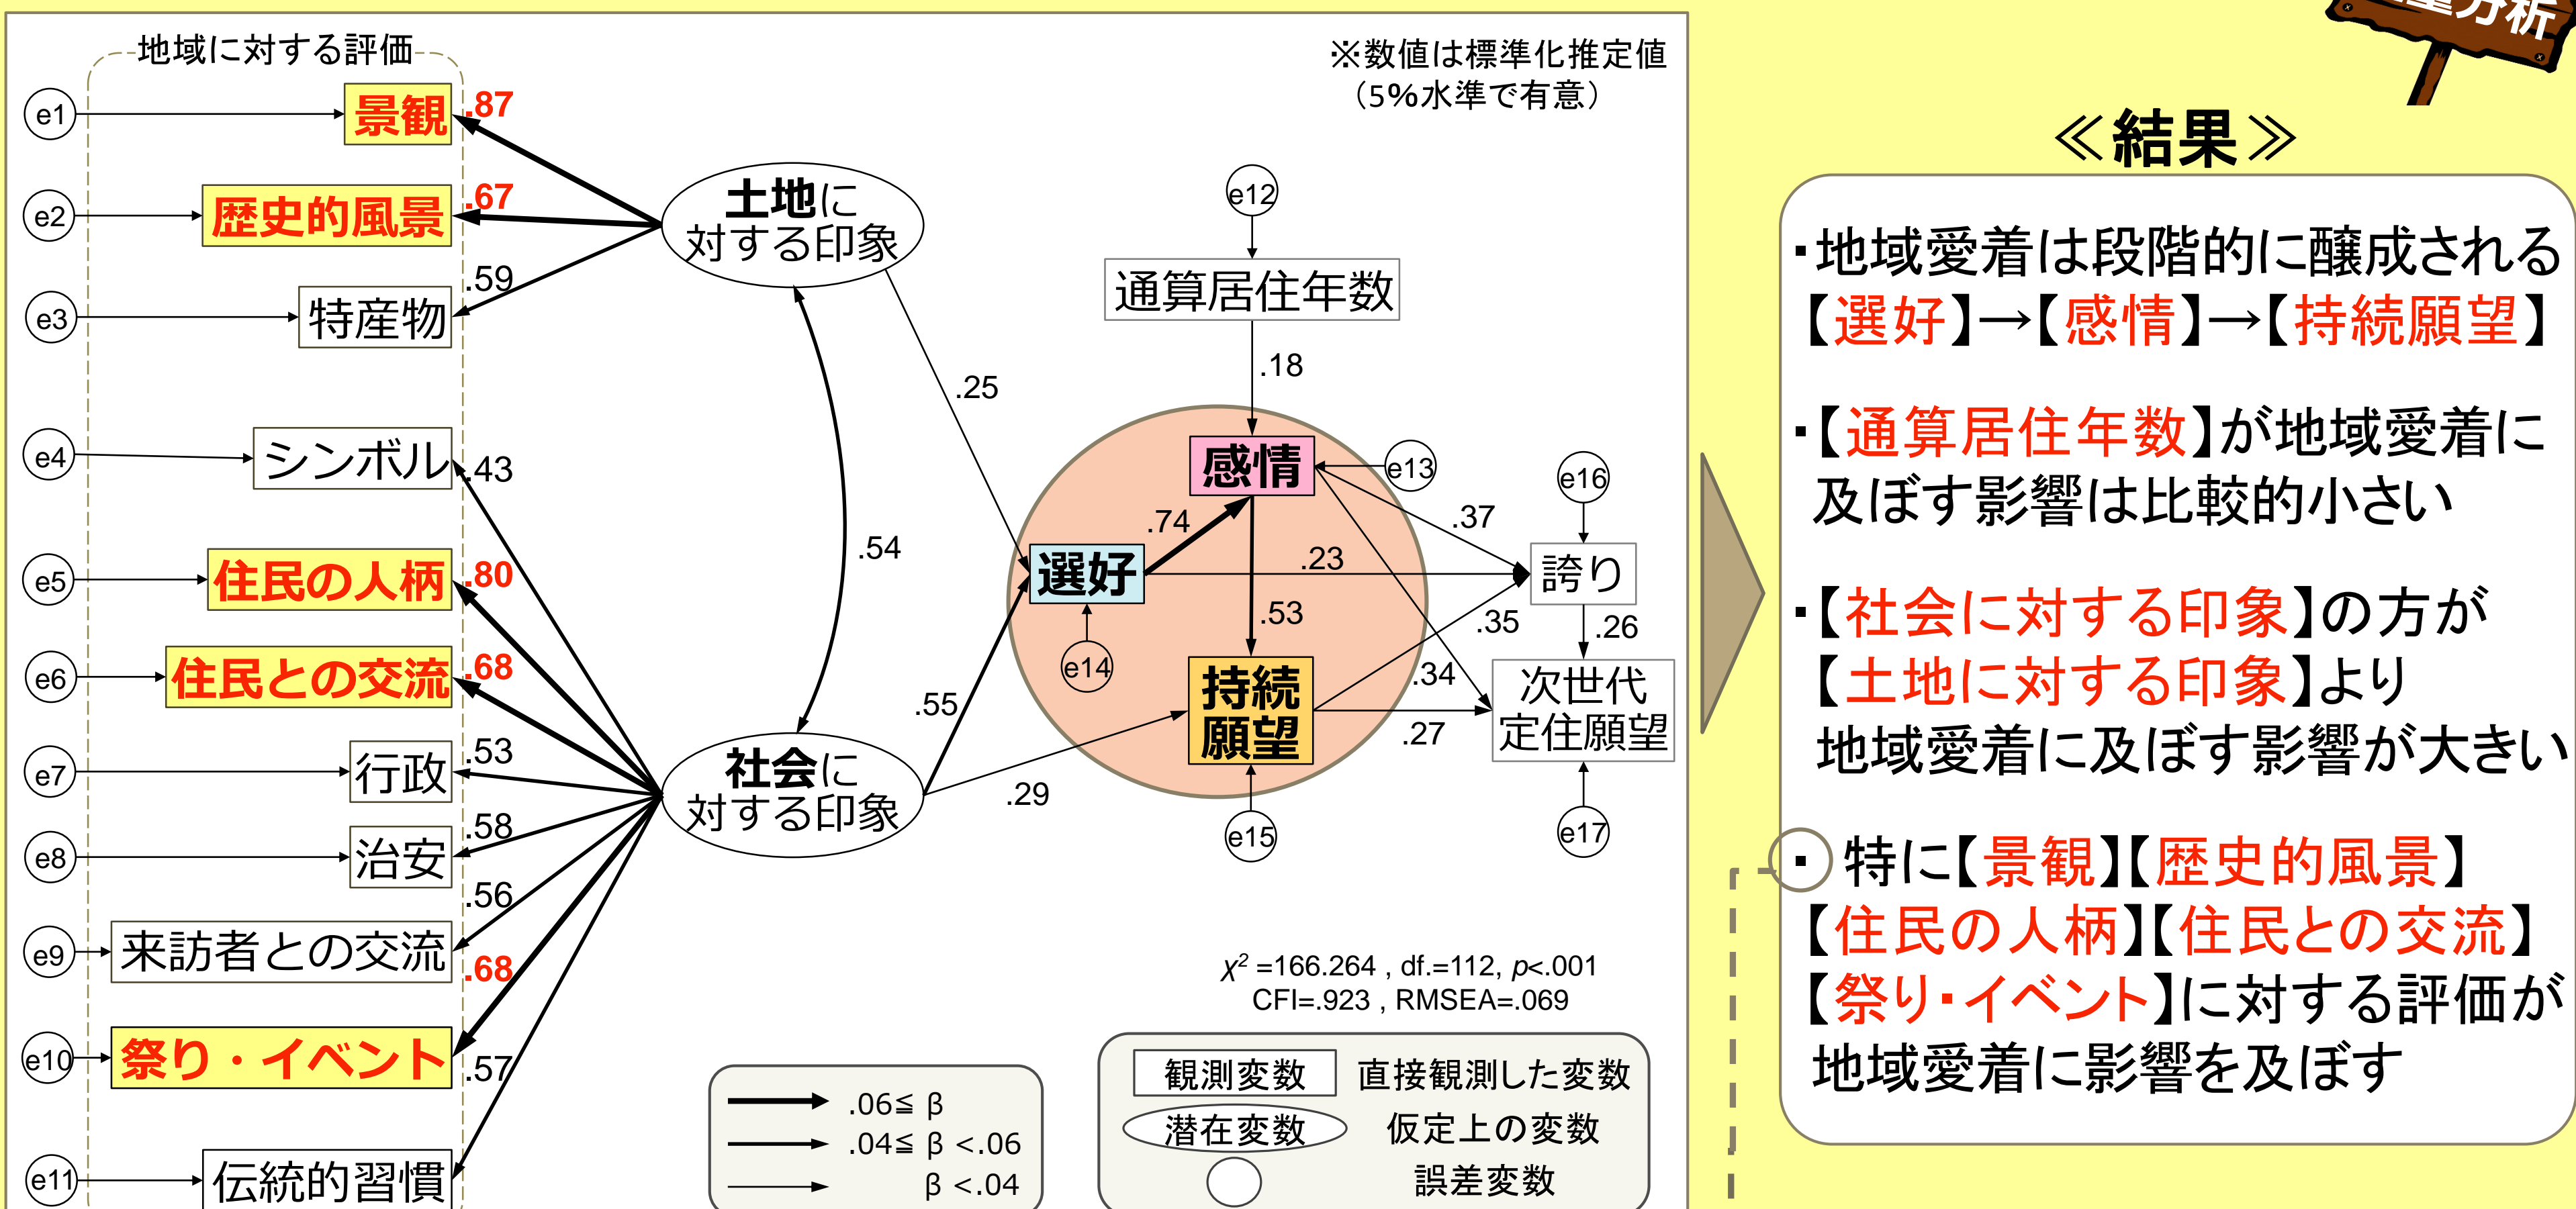 地域に対する評価
※数値は標準化推定値
（5%水準で有意）
e1
景観
.87
e2
歴史的風景
.67
e3
特産物
.59
e4
シンボル
.43
e5
住民の人柄
.80
e6
住民との交流
.68
e7
行政
.53
e8
治安
.58
e9
来訪者との交流
.56
e10
祭り・イベント
.68
e11
伝統的習慣
.57
土地に
対する印象
.54
社会に
対する印象
.25
.55
.29
e12
通算居住年数
.18
感情
e13
.74
選好
e14
.53
持続
願望
e15
.23
.37
.35
.34
.27
e16
誇り
.26
次世代
定住願望
e17
χ² =166.264 , df.=112, p<.001
CFI=.923 , RMSEA=.069
.06≦ β
.04≦ β <.06
β <.04
観測変数 直接観測した変数
潜在変数 仮定上の変数
誤差変数
分析
≪結果≫
・地域愛着は段階的に醸成される
【選好】→【感情】→【持続願望】
・【通算居住年数】が地域愛着に
及ぼす影響は比較的小さい
・【社会に対する印象】の方が
【土地に対する印象】より
地域愛着に及ぼす影響が大きい
・ 特に【景観】【歴史的風景】
【住民の人柄】【住民との交流】
【祭り・イベント】に対する評価が
地域愛着に影響を及ぼす